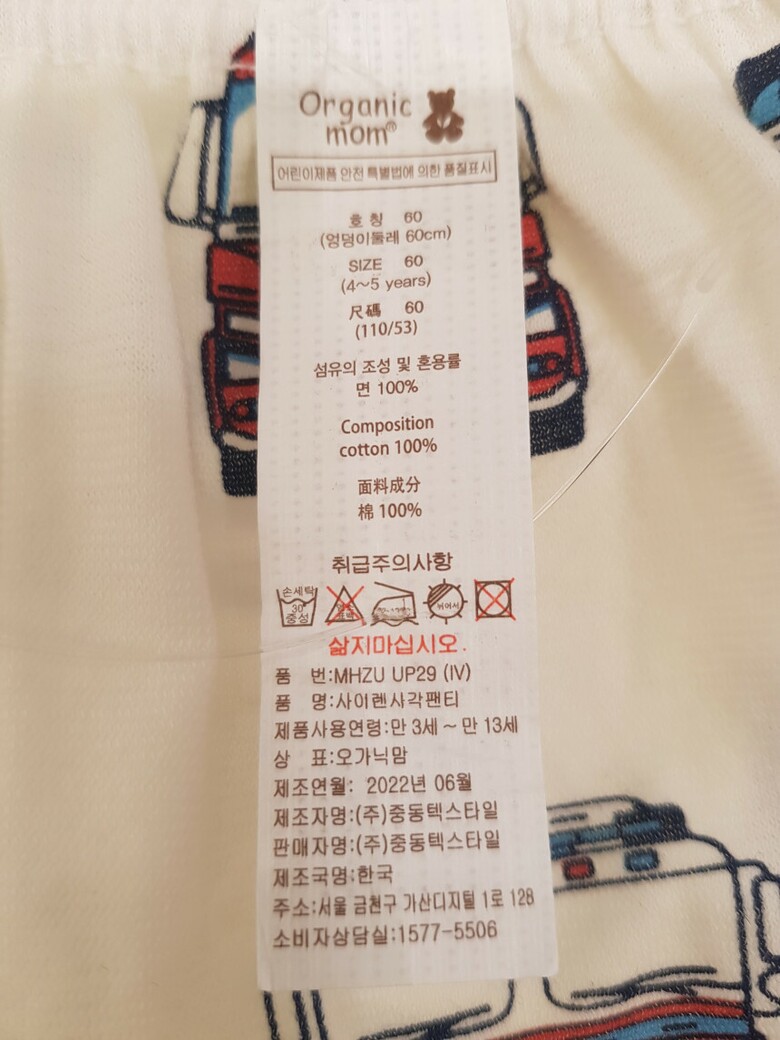 Organic
mom®
어린이제품 안전 특별법에 의한 품질표시
호 칭 60
(엉덩이둘레 60cm)
SIZE 60
(4~5 years)
尺碼 60
(110/53)
섬유의 조성 및 혼용률
면 100%
Composition
cotton 100%
面料成分
棉 100%
취급주의사항
손세탁
30°
중성
뉘어서
삶지마십시오.
품 번:MHZU UP29 (IV)
품 명:사이렌사각팬티
제품사용연령:만 3세 ~ 만 13세
상 표:오가닉맘
제조연월: 2022년 06월
제조자명:(주)중동텍스타일
판매자명:(주)중동텍스타일
제조국명:한국
주소:서울 금천구 가산디지털 1로 128
소비자상담실:1577-5506